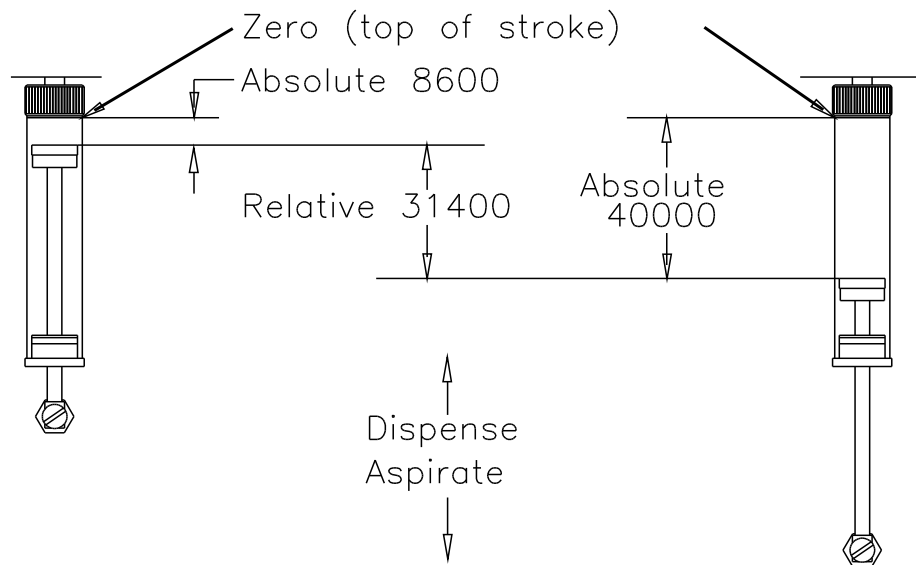 Zero (top of stroke)
Absolute 8600
Relative 31400
Absolute
40000
Dispense
Aspirate